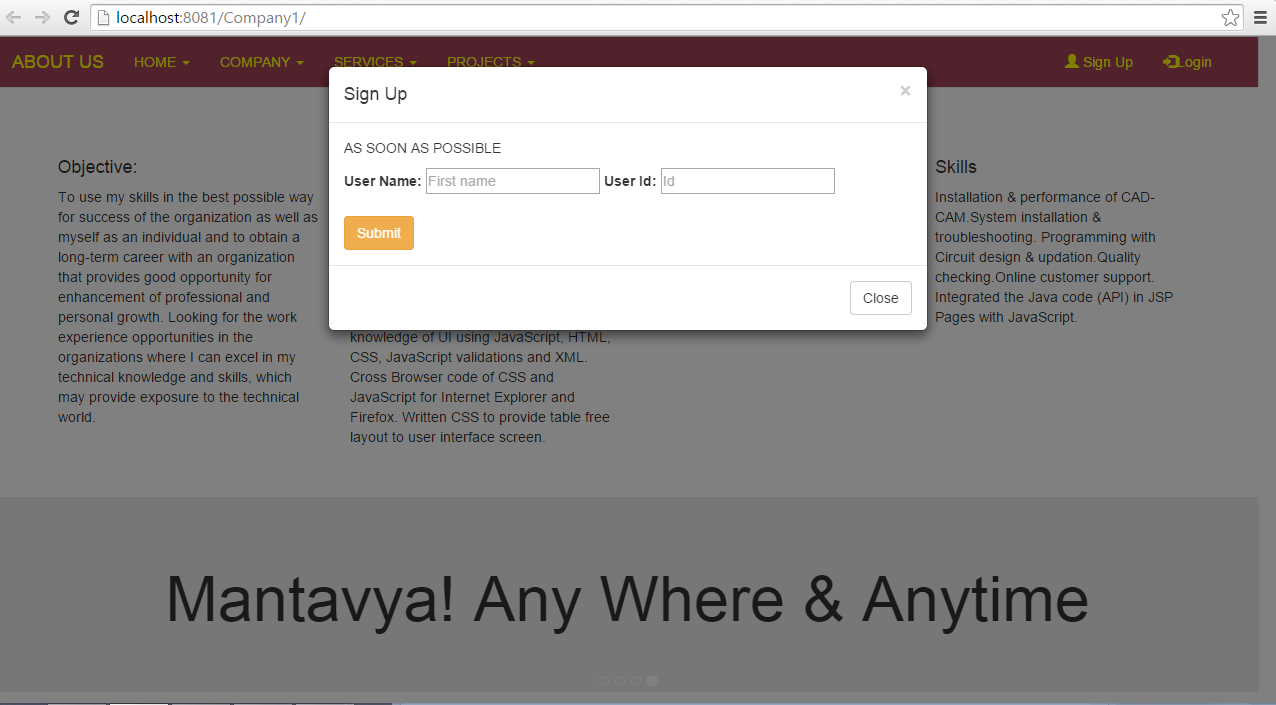 localhost:8081/Company1/
ABOUT US HOME COMPANY SERVICES PROJECTS Sign Up Login
Sign Up ×
AS SOON AS POSSIBLE
User Name: First name User Id: Id
Submit
Close
Objective:
To use my skills in the best possible way
for success of the organization as well as
myself as an individual and to obtain a
long-term career with an organization
that provides good opportunity for
enhancement of professional and
personal growth. Looking for the work
experience opportunities in the
organizations where I can excel in my
technical knowledge and skills, which
may provide exposure to the technical
world.
knowledge of UI using JavaScript, HTML,
CSS, JavaScript validations and XML.
Cross Browser code of CSS and
JavaScript for Internet Explorer and
Firefox. Written CSS to provide table free
layout to user interface screen.
Skills
Installation & performance of CAD-
CAM.System installation &
troubleshooting. Programming with
Circuit design & updation.Quality
checking.Online customer support.
Integrated the Java code (API) in JSP
Pages with JavaScript.
Mantavya! Any Where & Anytime